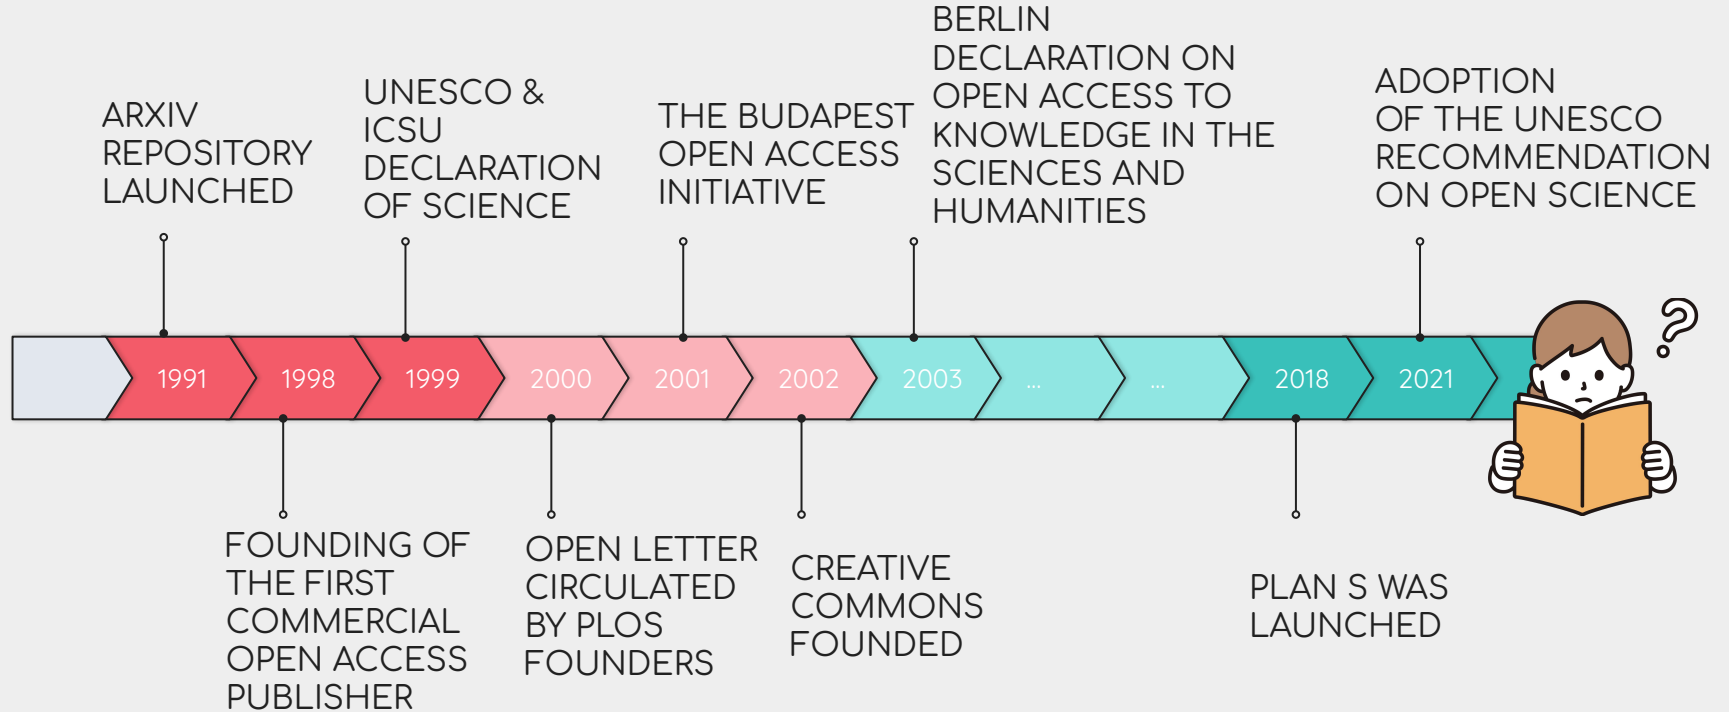 ARXIV
REPOSITORY
LAUNCHED
UNESCO &
ICSU
DECLARATION
OF SCIENCE
THE BUDAPEST
OPEN ACCESS
INITIATIVE
BERLIN
DECLARATION ON
OPEN ACCESS TO
KNOWLEDGE IN THE
SCIENCES AND
HUMANITIES
ADOPTION
OF THE UNESCO
RECOMMENDATION
ON OPEN SCIENCE
1991 1998 1999 2000 2001 2002 2003 ... ... 2018 2021
?
FOUNDING OF
THE FIRST
COMMERCIAL
OPEN ACCESS
PUBLISHER
OPEN LETTER
CIRCULATED
BY PLOS
FOUNDERS
CREATIVE
COMMONS
FOUNDED
PLAN S WAS
LAUNCHED